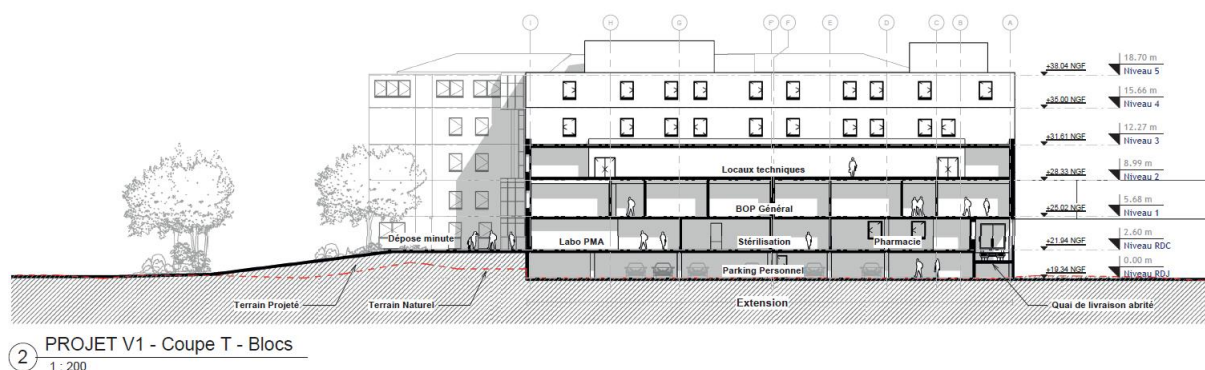 I H G F' F E D C B A
+38.04 NGF 18.70 m
Niveau 5
+35.00 NGF 15.66 m
Niveau 4
+31.61 NGF 12.27 m
Niveau 3
Locaux techniques
+28.33 NGF 8.99 m
Niveau 2
BOP Général
+25.02 NGF 5.68 m
Niveau 1
Dépose minute Labo PMA Stérilisation Pharmacie
+21.94 NGF 2.60 m
Niveau RDC
Parking Personnel
+19.34 NGF 0.00 m
Niveau RDJ
Terrain Projeté Terrain Naturel Extension Quai de livraison abrité
2 PROJET V1 - Coupe T - Blocs
1 : 200